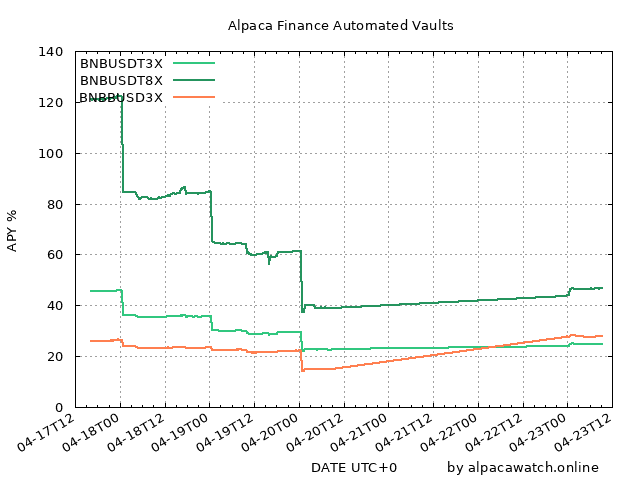 Alpaca Finance Automated Vaults
BNBUSDT3X
BNBUSDT8X
BNBBUSD3X
140
120
100
80
60
40
20
0
APY %
04-17T12
04-18T00
04-18T12
04-19T00
04-19T12
04-20T00
04-20T12
04-21T00
04-21T12
04-22T00
04-22T12
04-23T00
04-23T12
DATE UTC+0
by alpacawatch.online